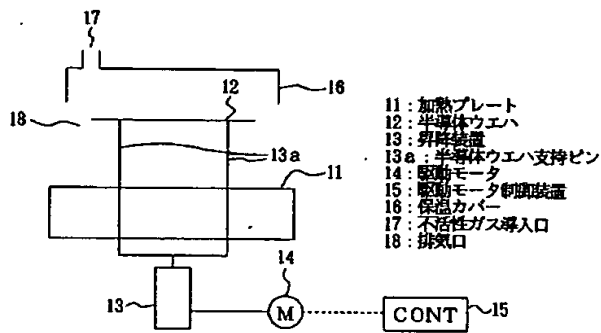 17
16
12
18
13a
11
14
13
M
CONT
15
11：加熱プレート
12：半導体ウエハ
13：昇降装置
13a：半導体ウエハ支持ピン
14：駆動モータ
15：駆動モータ制御装置
16：保温カバー
17：不活性ガス導入口
18：排気口